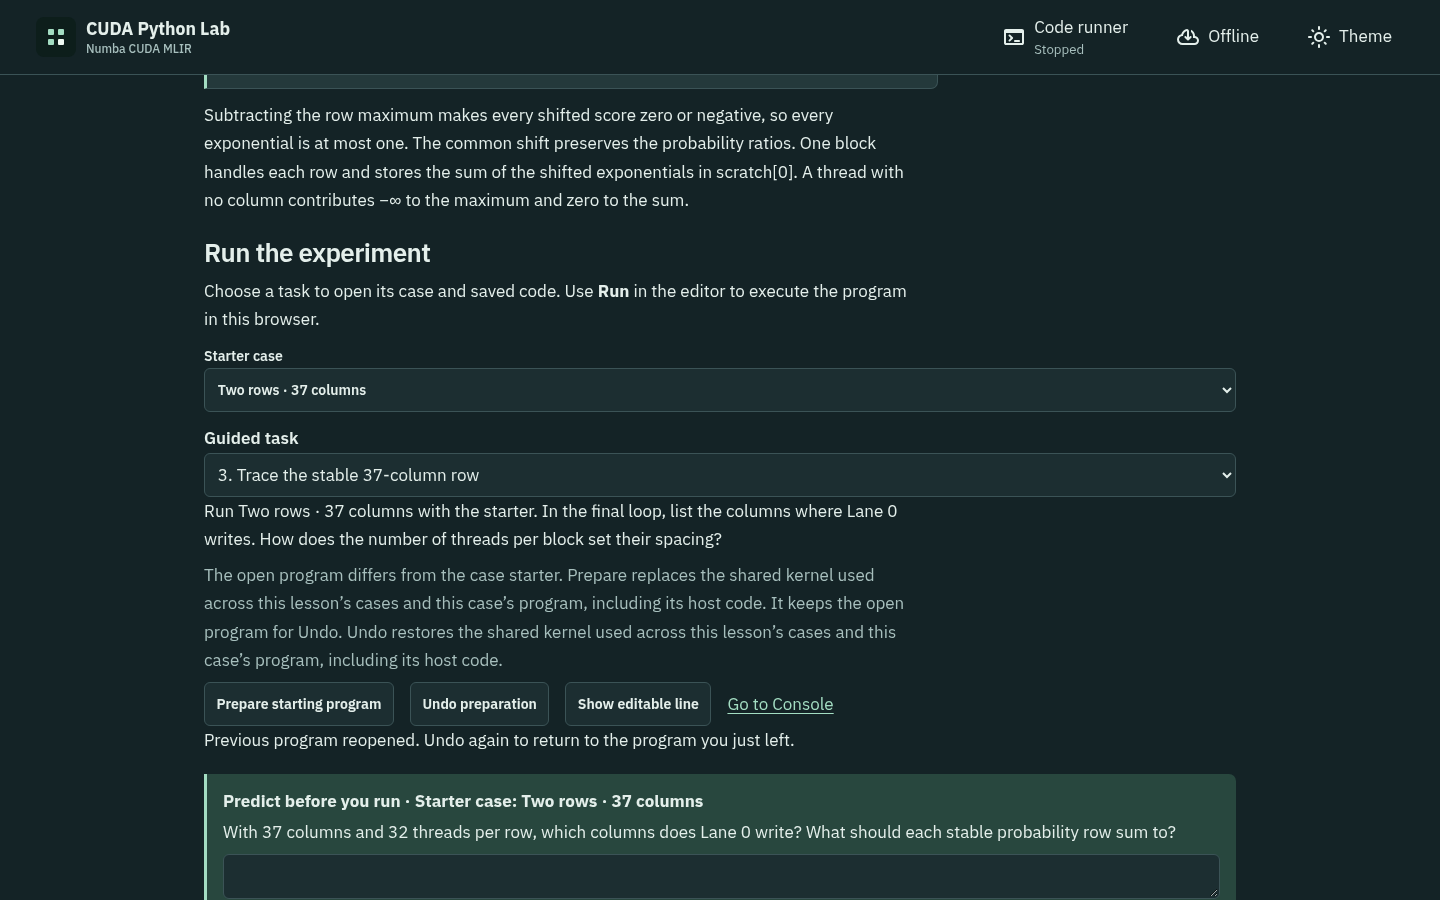 CUDA Python Lab
Numba CUDA MLIR
Code runner
Stopped
Offline
Theme
Subtracting the row maximum makes every shifted score zero or negative, so every
exponential is at most one. The common shift preserves the probability ratios. One block
handles each row and stores the sum of the shifted exponentials in scratch[0]. A thread with
no column contributes −∞ to the maximum and zero to the sum.
Run the experiment
Choose a task to open its case and saved code. Use Run in the editor to execute the program
in this browser.
Starter case
Two rows · 37 columns
Guided task
3. Trace the stable 37-column row
Run Two rows · 37 columns with the starter. In the final loop, list the columns where Lane 0
writes. How does the number of threads per block set their spacing?
The open program differs from the case starter. Prepare replaces the shared kernel used
across this lesson’s cases and this case’s program, including its host code. It keeps the open
program for Undo. Undo restores the shared kernel used across this lesson’s cases and this
case’s program, including its host code.
Prepare starting program
Undo preparation
Show editable line
Go to Console
Previous program reopened. Undo again to return to the program you just left.
Predict before you run · Starter case: Two rows · 37 columns
With 37 columns and 32 threads per row, which columns does Lane 0 write? What should each stable probability row sum to?